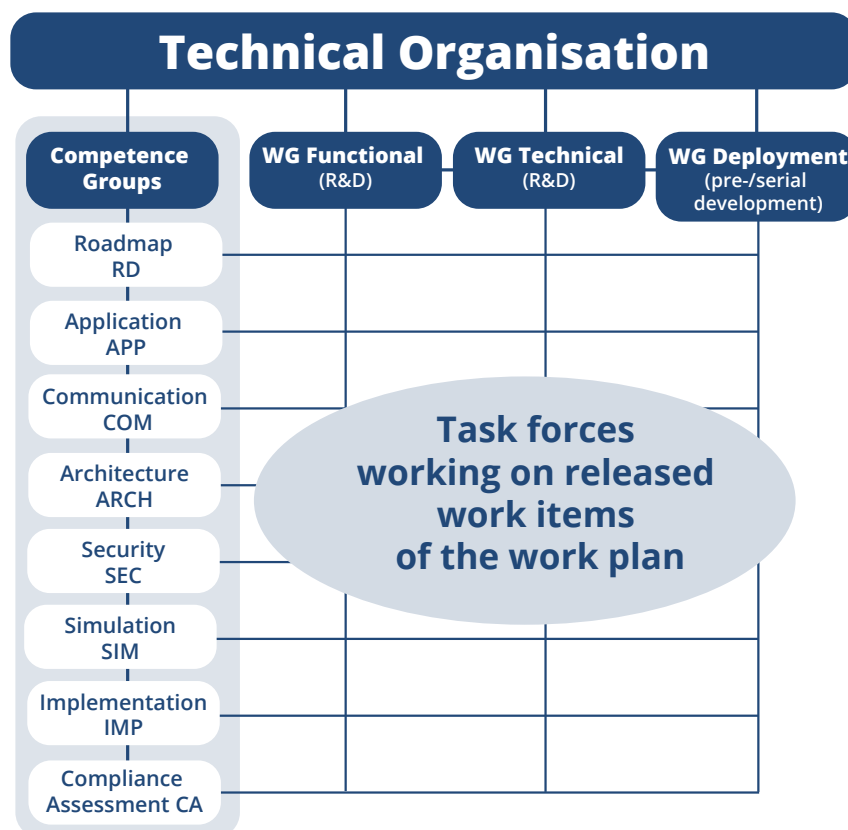 Technical Organisation
Competence
Groups
WG Functional
(R&D)
WG Technical
(R&D)
WG Deployment
(pre-/serial
development)
Roadmap
RD
Application
APP
Communication
COM
Architecture
ARCH
Security
SEC
Simulation
SIM
Implementation
IMP
Compliance
Assessment CA
Task forces
working on released
work items
of the work plan